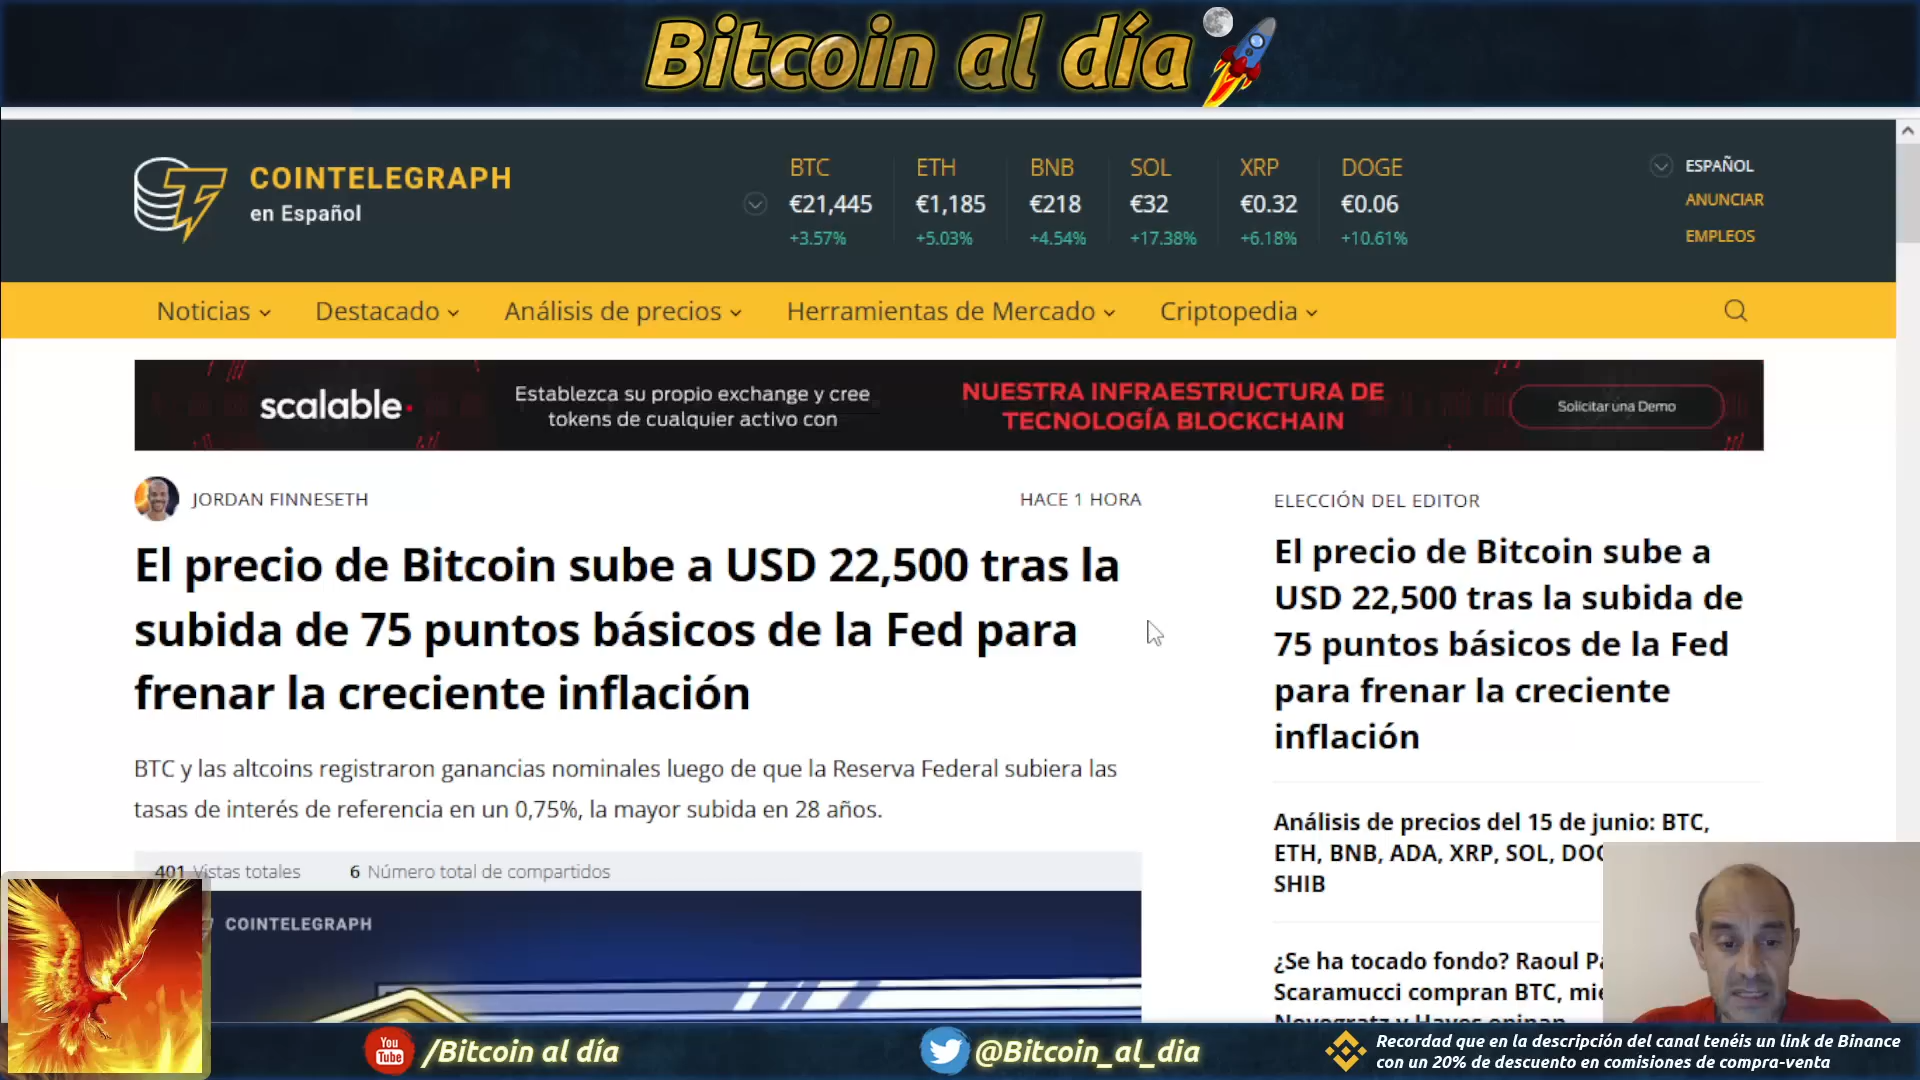 Bitcoin al día
COINTELEGRAPH
en Español
BTC ETH BNB SOL XRP DOGE
€21,445 €1,185 €218 €32 €0.32 €0.06
+3.57% +5.03% +4.54% +17.38% +6.18% +10.61%
ESPAÑOL
ANUNCIAR
EMPLEOS
Noticias Destacado Análisis de precios Herramientas de Mercado Criptopedia
scalable.
Establezca su propio exchange y cree
tokens de cualquier activo con
NUESTRA INFRAESTRUCTURA DE
TECNOLOGÍA BLOCKCHAIN
Solicitar una Demo
JORDAN FINNESETH
HACE 1 HORA
El precio de Bitcoin sube a USD 22,500 tras la
subida de 75 puntos básicos de la Fed para
frenar la creciente inflación
BTC y las altcoins registraron ganancias nominales luego de que la Reserva Federal subiera las
tasas de interés de referencia en un 0,75%, la mayor subida en 28 años.
401 Vistas totales 6 Número total de compartidos
COINTELEGRAPH
ELECCIÓN DEL EDITOR
El precio de Bitcoin sube a
USD 22,500 tras la subida de
75 puntos básicos de la Fed
para frenar la creciente
inflación
Análisis de precios del 15 de junio: BTC,
ETH, BNB, ADA, XRP, SOL, DO
SHIB
¿Se ha tocado fondo? Raoul P
Scaramucci compran BTC, mie
Novogratz y Hayes opinan
You Tube /Bitcoin al día
@Bitcoin_al_dia
Recordad que en la descripción del canal tenéis un link de Binance
con un 20% de descuento en comisiones de compra-venta